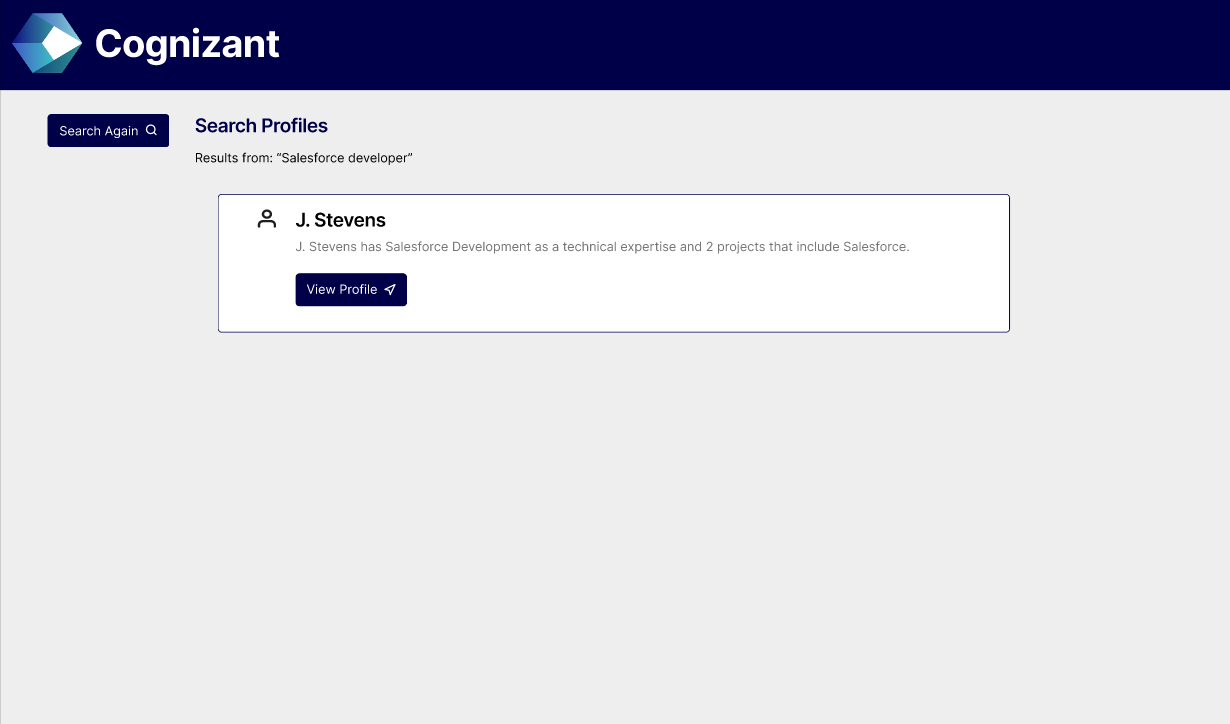 Cognizant
Search Again
Search Profiles
Results from: “Salesforce developer”
J. Stevens
J. Stevens has Salesforce Development as a technical expertise and 2 projects that include Salesforce.
View Profile